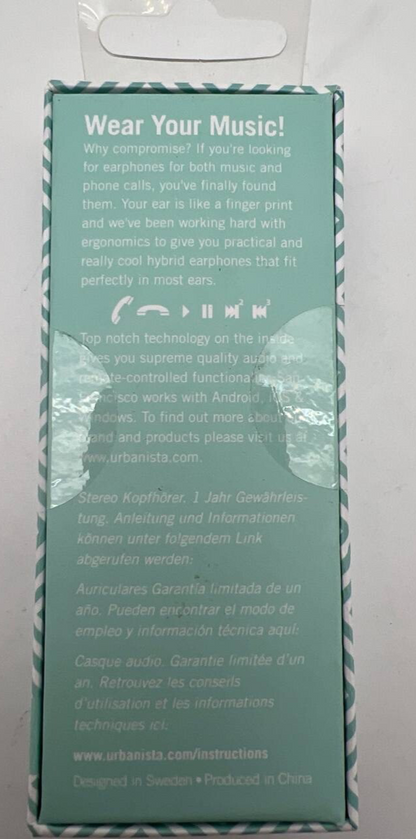 Wear Your Music!
Why compromise? If you're looking
for earphones for both music and
phone calls, you've finally found
them. Your ear is like a finger print
and we've been working hard with
ergonomics to give you practical and
really cool hybrid earphones that fit
perfectly in most ears.
Top notch technology on the inside
gives you supreme quality audio and
remote-controlled
works with Android, iOS &
Windows. To find out more about
brand and products please visit us at
www.urbanista.com.
Stereo Kopfhörer. 1 Jahr Gewährleis-
tung. Anleitung und Informationen
können unter folgendem Link
abgerufen werden:
Auriculares Garantía limitada de un
año. Pueden encontrar el modo de
empleo y información técnica aquí:
Casque audio. Garantie limitée d'un
an. Retrouvez les conseils
d'utilisation et les informations
techniques ici:
www.urbanista.com/instructions
Designed in Sweden • Produced in China